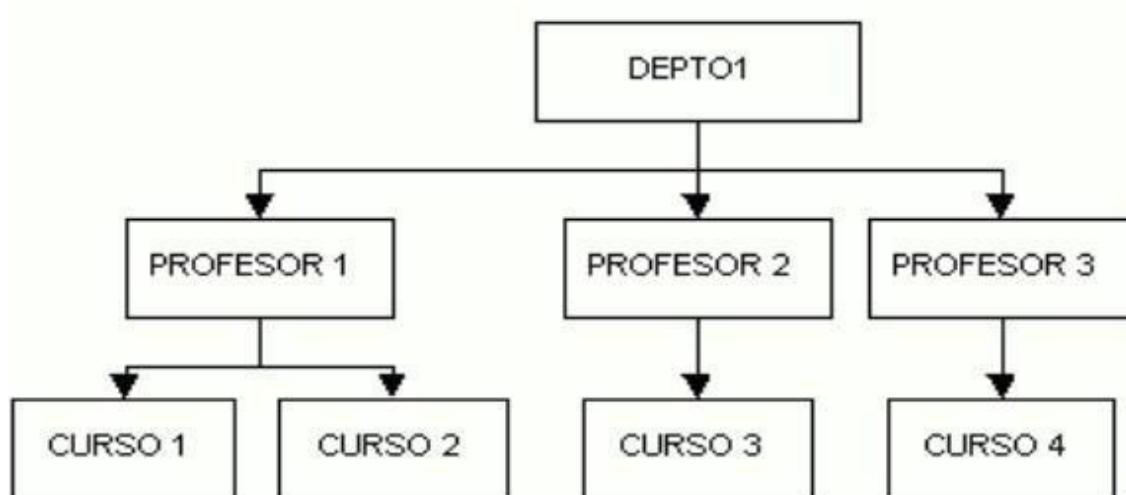 DEPTO1
PROFESOR 1
PROFESOR 2
PROFESOR 3
CURSO 1
CURSO 2
CURSO 3
CURSO 4